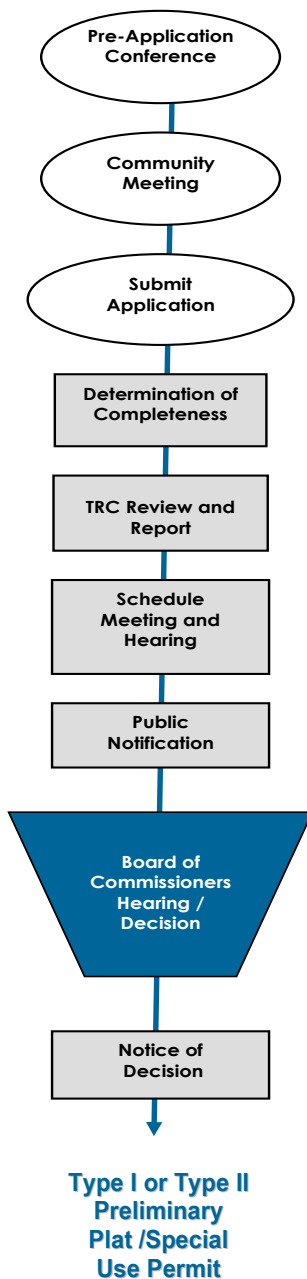 Pre-Application
Conference
Community
Meeting
Submit
Application
Determination of
Completeness
TRC Review and
Report
Schedule
Meeting and
Hearing
Public
Notification
Board of
Commissioners
Hearing /
Decision
Notice of
Decision
Type I or Type II
Preliminary
Plat /Special
Use Permit